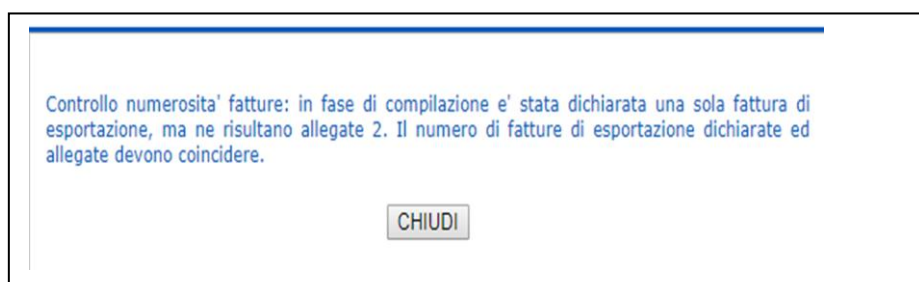 Controllo numerosita' fatture: in fase di compilazione e' stata dichiarata una sola fattura di
esportazione, ma ne risultano allegate 2. Il numero di fatture di esportazione dichiarate ed
allegate devono coincidere.
CHIUDI